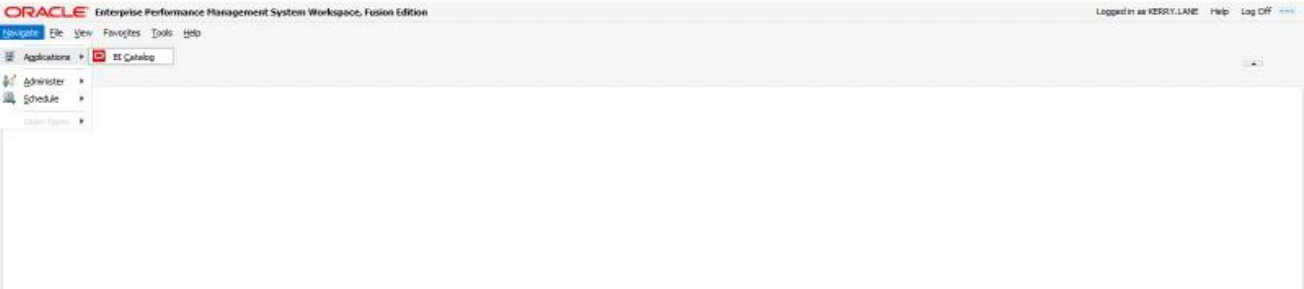 ORACLE Enterprise Performance Management System Workspace, Fusion Edition Logged in as KERRY.LANE Help Log Off
Navigate File View Favorites Tools Help
Applications BI Catalog
Administer
Schedule